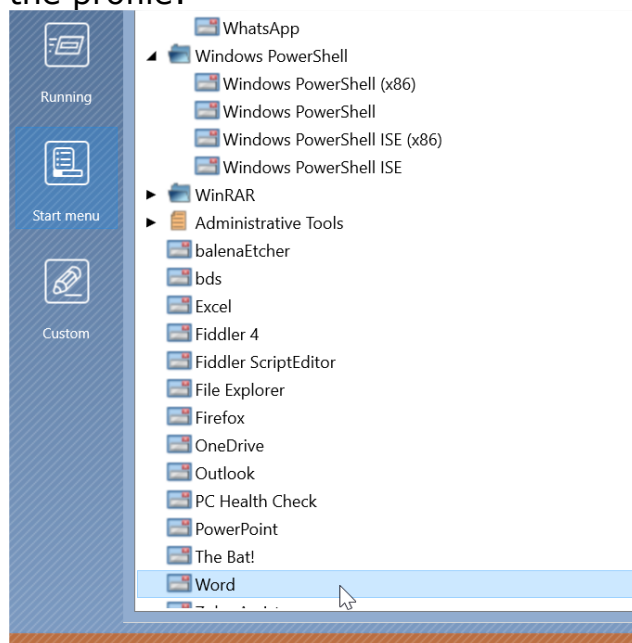 the profile.
WhatsApp
Windows PowerShell
Windows PowerShell (x86)
Running
Windows PowerShell
Windows PowerShell ISE (x86)
Windows PowerShell ISE
WinRAR
Start menu
Administrative Tools
balenaEtcher
bds
Excel
Fiddler 4
Custom
Fiddler ScriptEditor
File Explorer
Firefox
OneDrive
Outlook
PC Health Check
PowerPoint
The Bat!
Word